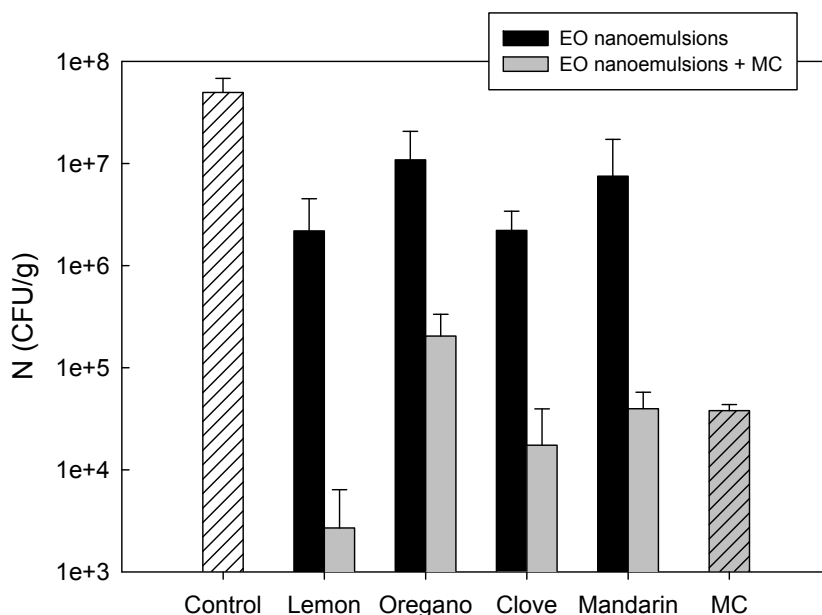 EO nanoemulsions
EO nanoemulsions + MC
1e+8
1e+7
1e+6
1e+5
1e+4
1e+3
N (CFU/g)
Control Lemon Oregano Clove Mandarin MC